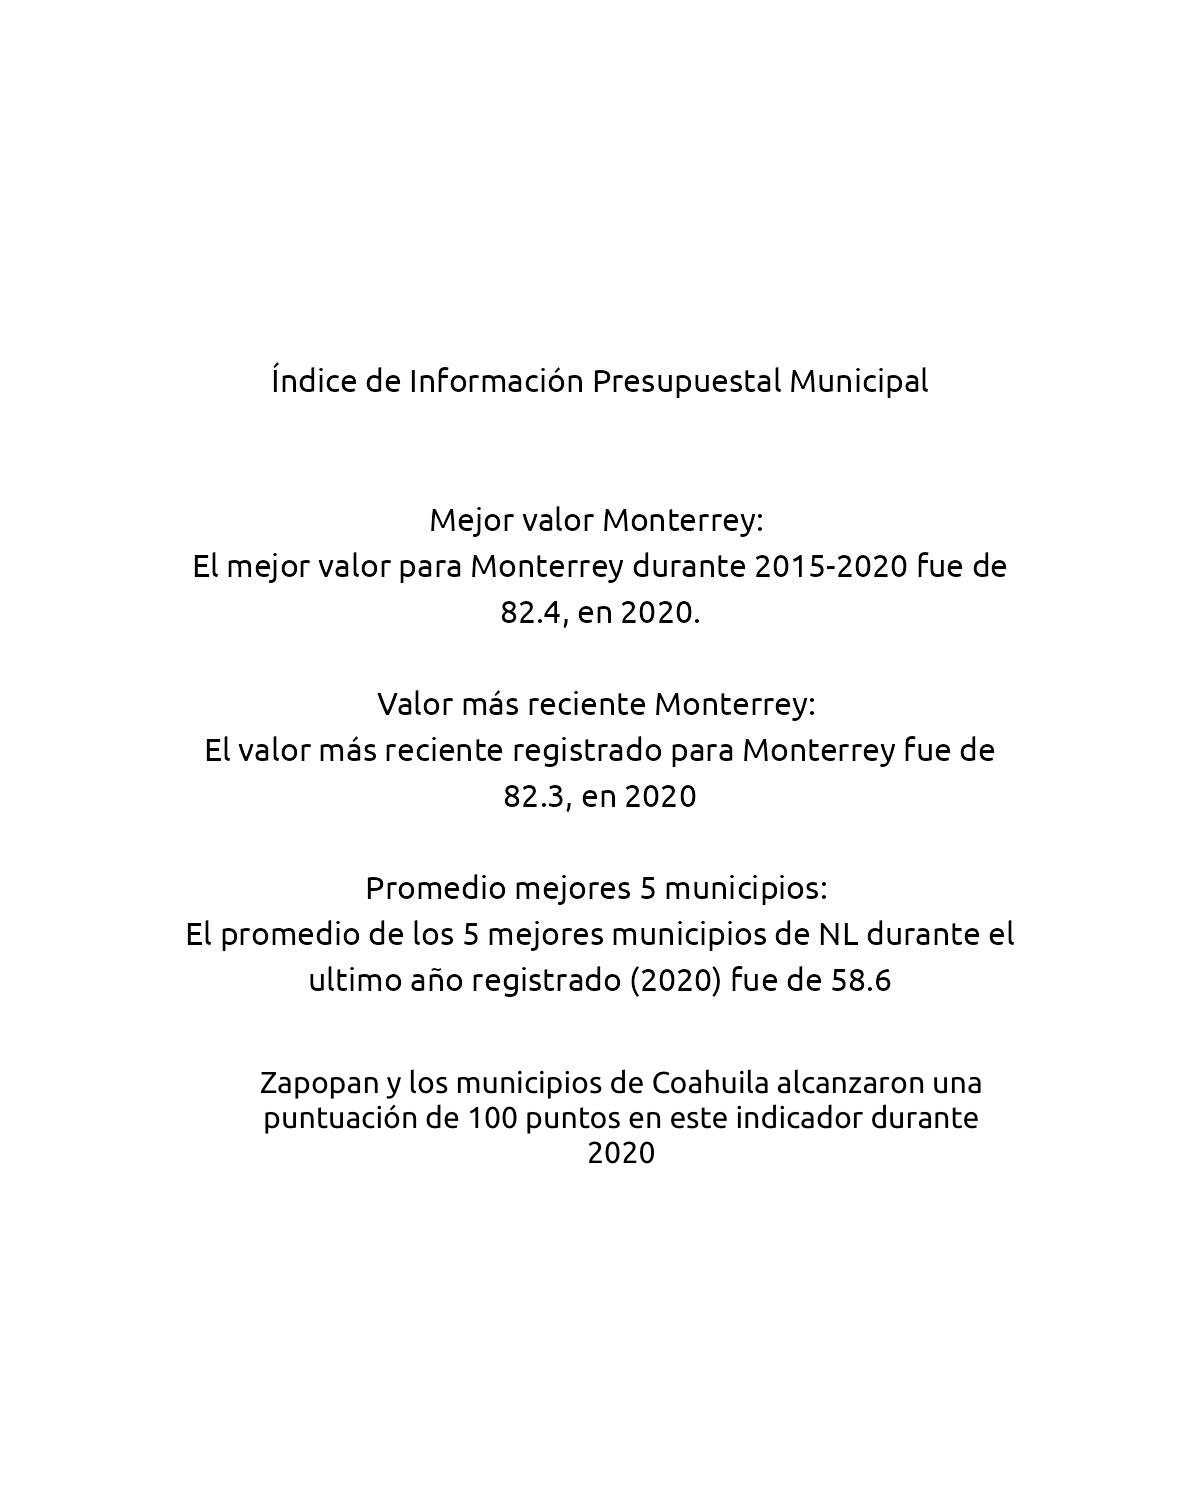 Índice de Información Presupuestal Municipal
Mejor valor Monterrey:
El mejor valor para Monterrey durante 2015-2020 fue de
82.4, en 2020.
Valor más reciente Monterrey:
El valor más reciente registrado para Monterrey fue de
82.3, en 2020
Promedio mejores 5 municipios:
El promedio de los 5 mejores municipios de NL durante el
ultimo año registrado (2020) fue de 58.6
Zapopan y los municipios de Coahuila alcanzaron una
puntuación de 100 puntos en este indicador durante
2020